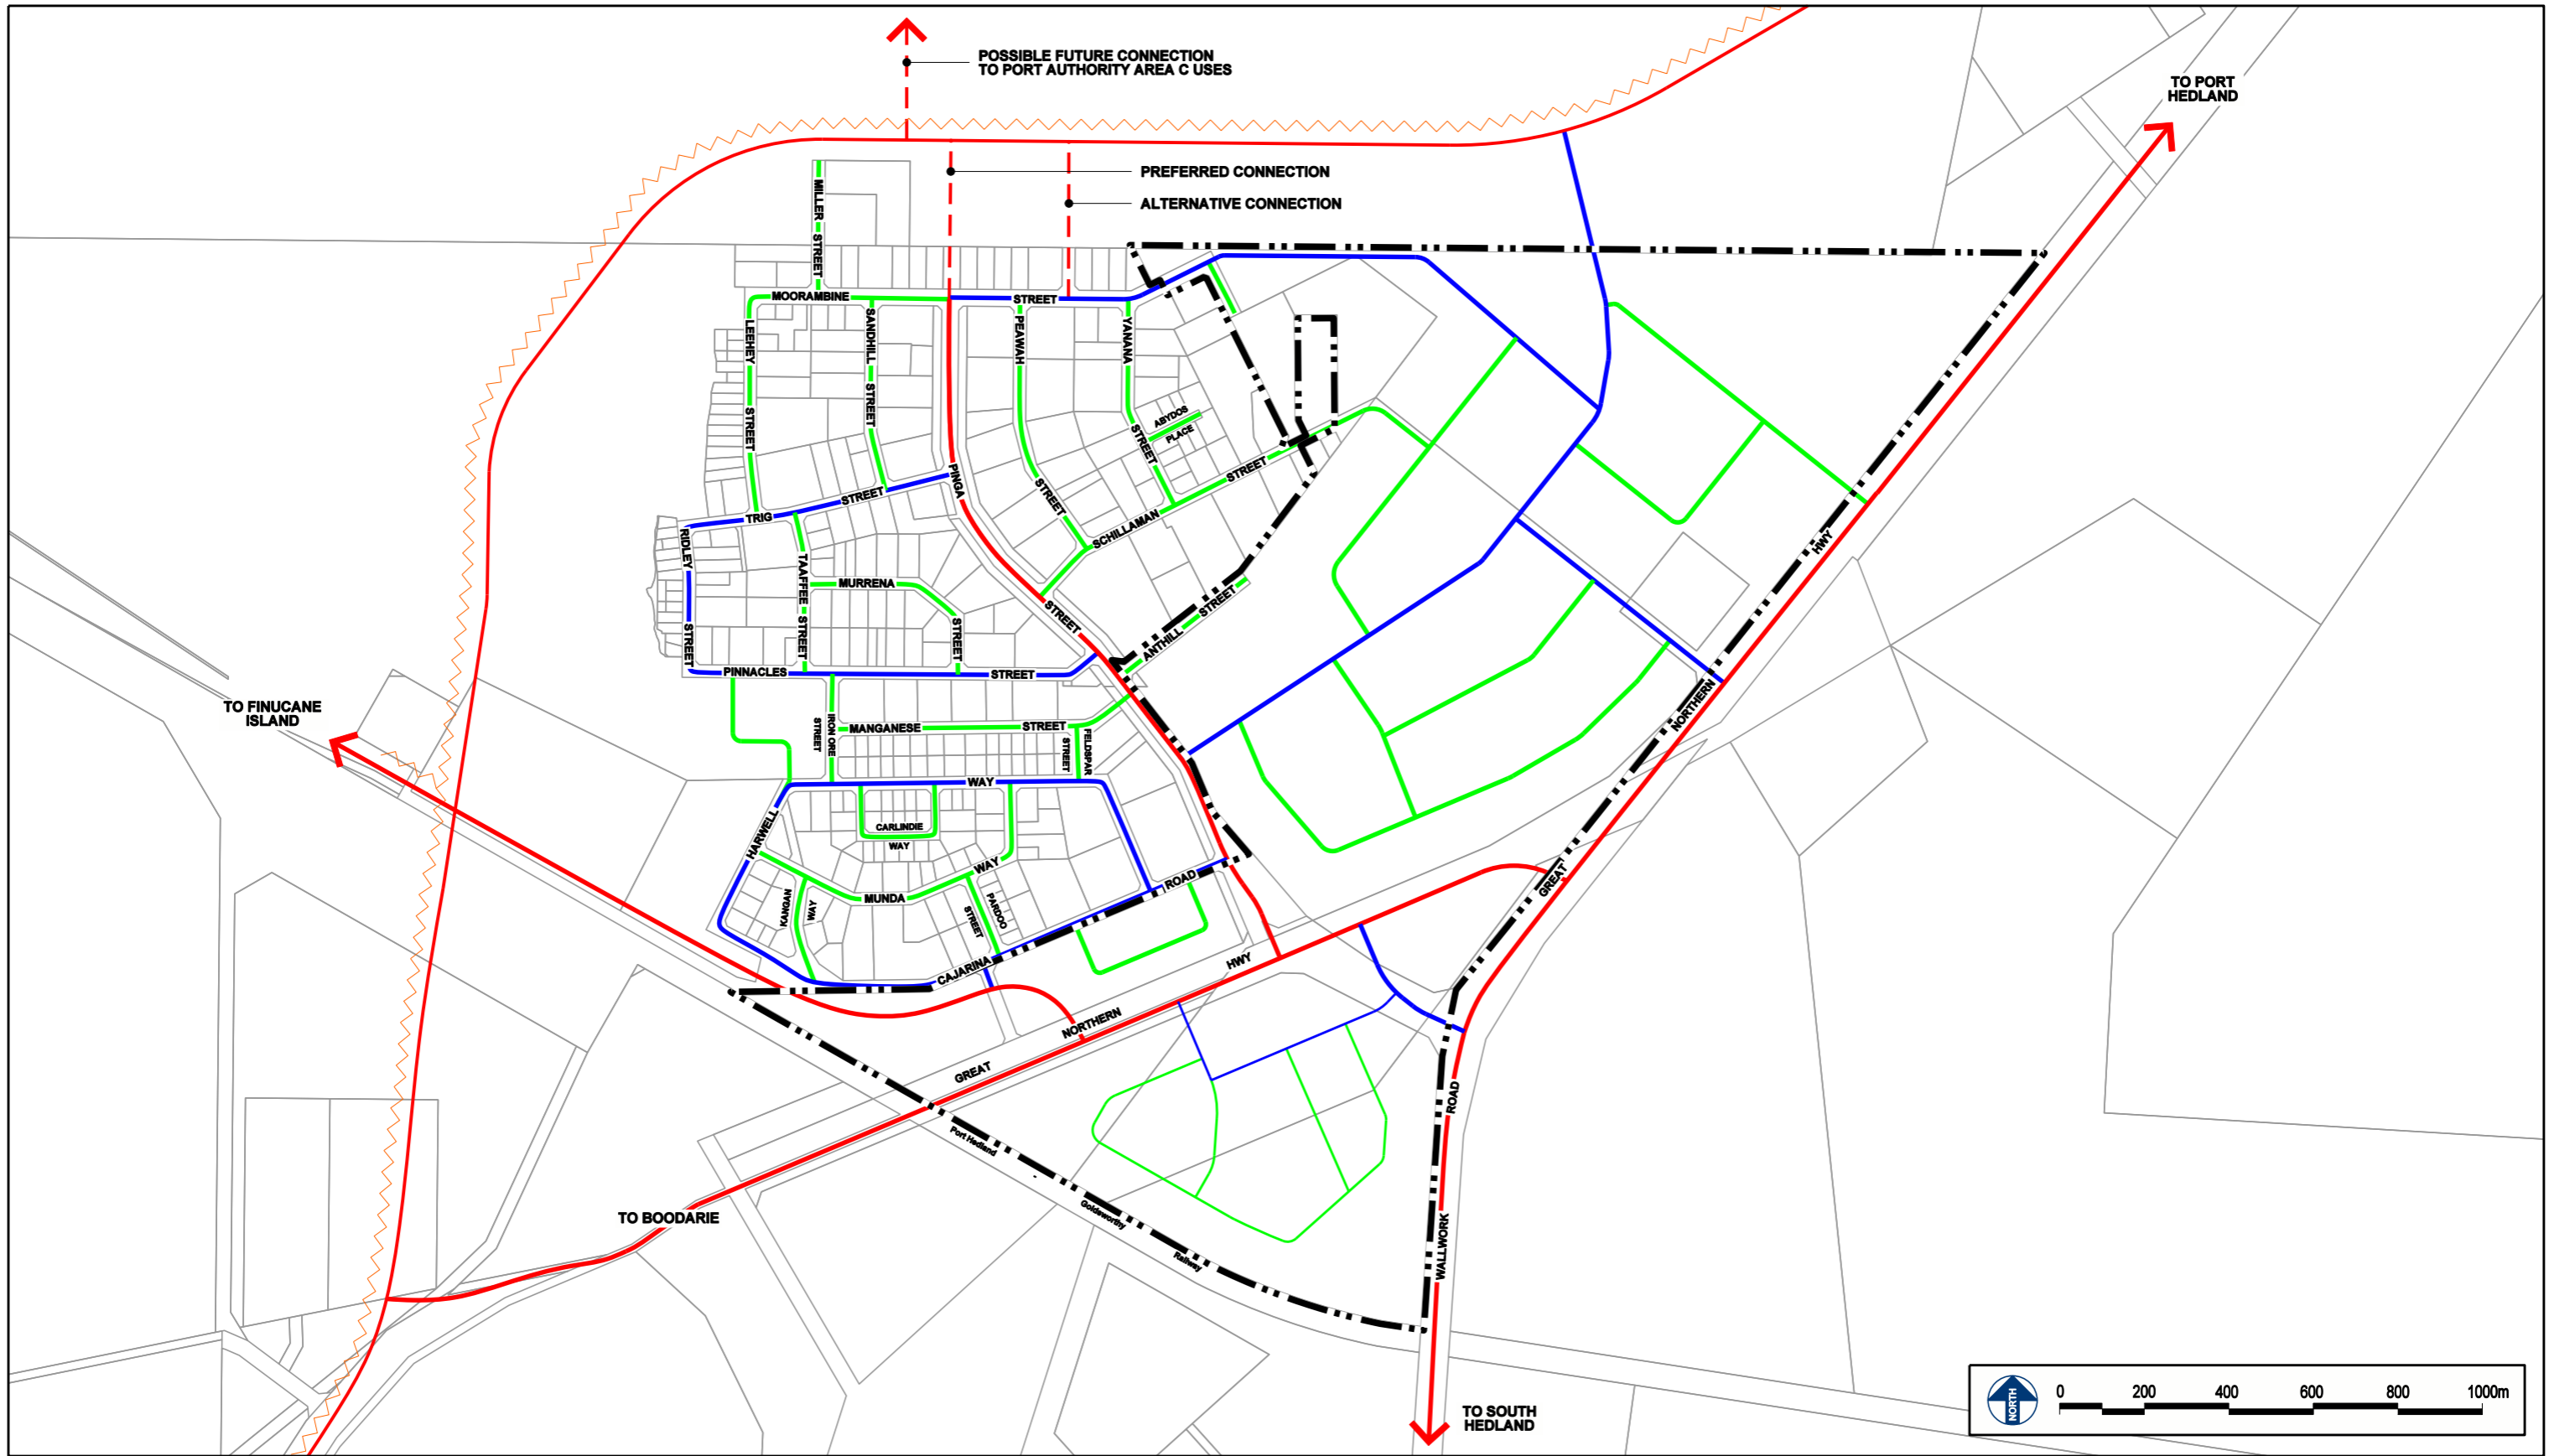 POSSIBLE FUTURE CONNECTION
TO PORT AUTHORITY AREA C USES
TO PORT
HEDLAND
PREFERRED CONNECTION
ALTERNATIVE CONNECTION
MILLER STREET
MOORAMBINE STREET
LEEHEY STREET
SANDHILL STREET
PEAWAH STREET
YANANA STREET
ABYDOS
PLACE
PINGA STREET
TRIG STREET
SCHILLAMAN STREET
RIDLEY STREET
TAAFFEE STREET
MURRENA STREET
ANTHILL STREET
PINNACLES STREET
GREAT NORTHERN HWY
TO FINUCANE
ISLAND
IRON ORE
STREET
MANGANESE STREET
FELDSPAR
STREET
HARWELL WAY
CARLINDIE
WAY
MUNDA WAY
KANGAN
WAY
PARDOO
STREET
CAJARINA ROAD
GREAT NORTHERN HWY
Port Hedland
-
Goldsworthy
Railway
WALLWORK ROAD
TO BOODARIE
TO SOUTH
HEDLAND
NORTH
0 200 400 600 800 1000m